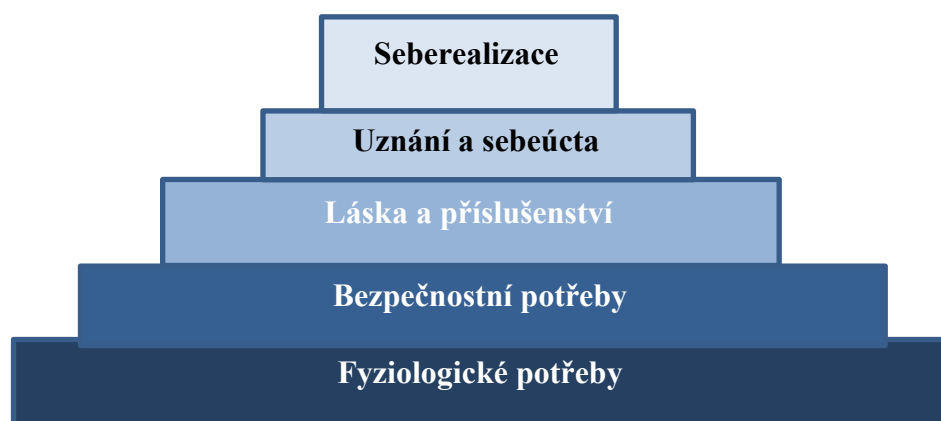 Seberealizace
Uznání a sebeúcta
Láska a příslušenství
Bezpečnostní potřeby
Fyziologické potřeby